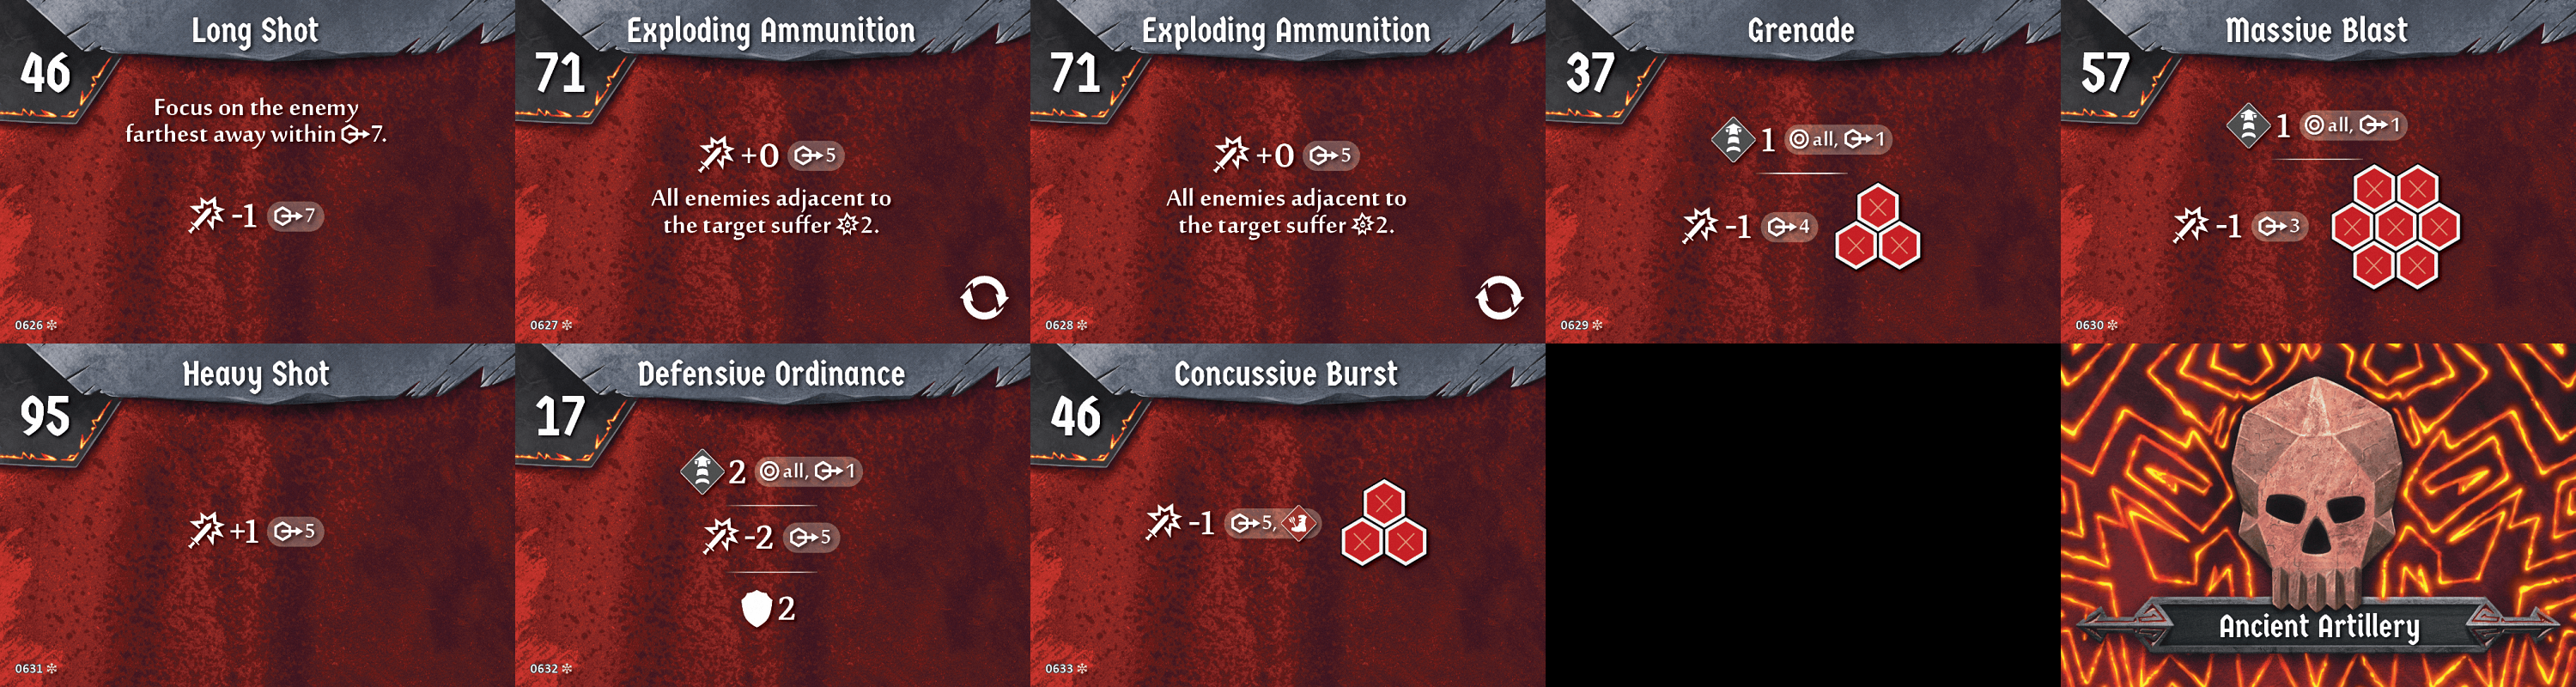 Long Shot
46
Focus on the enemy
farthest away within 7.
-1 7
0626
Exploding Ammunition
71
+0 5
All enemies adjacent to
the target suffer 2.
0627
Exploding Ammunition
71
+0 5
All enemies adjacent to
the target suffer 2.
0628
Grenade
37
1 all, 1
-1 4
0629
Massive Blast
57
1 all, 1
-1 3
0630
Heavy Shot
95
+1 5
0631
Defensive Ordinance
17
2 all, 1
-2 5
2
0632
Concussive Burst
46
-1 5,
0633
Ancient Artillery